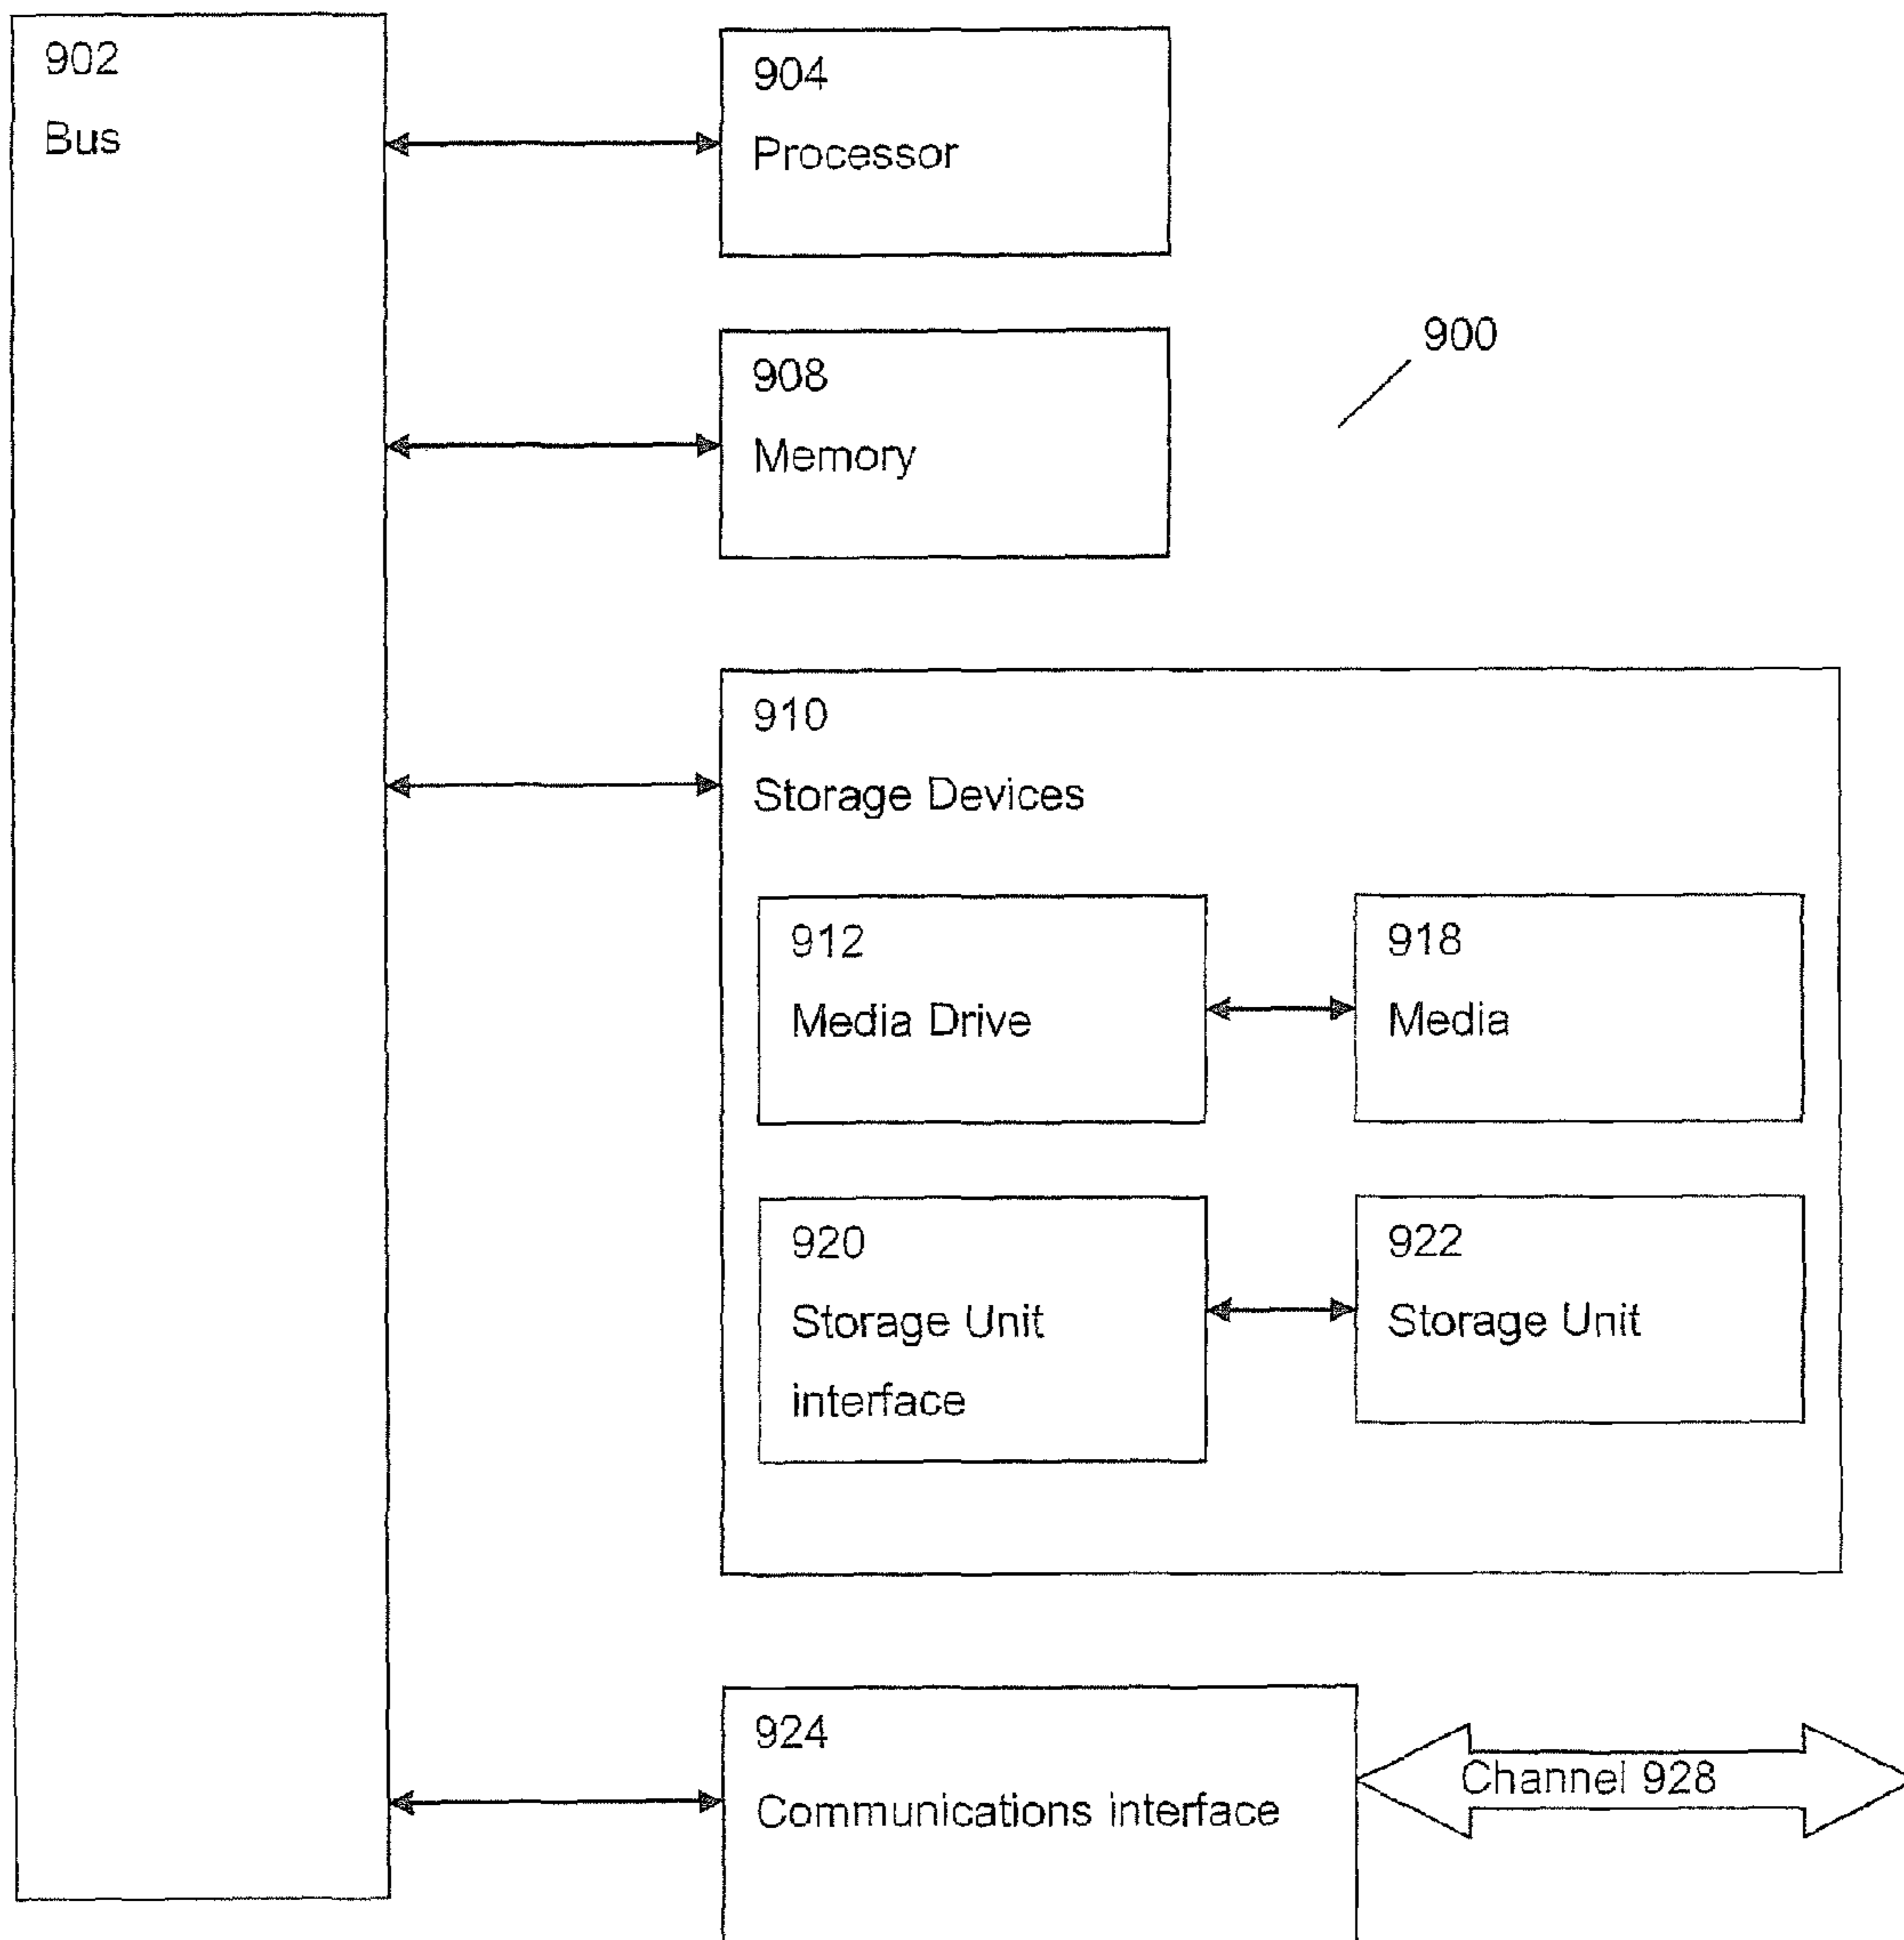 902
Bus
904
Processor
900
908
Memory
910
Storage Devices
912
Media Drive
918
Media
920
Storage Unit
interface
922
Storage Unit
924
Communications interface
Channel 928